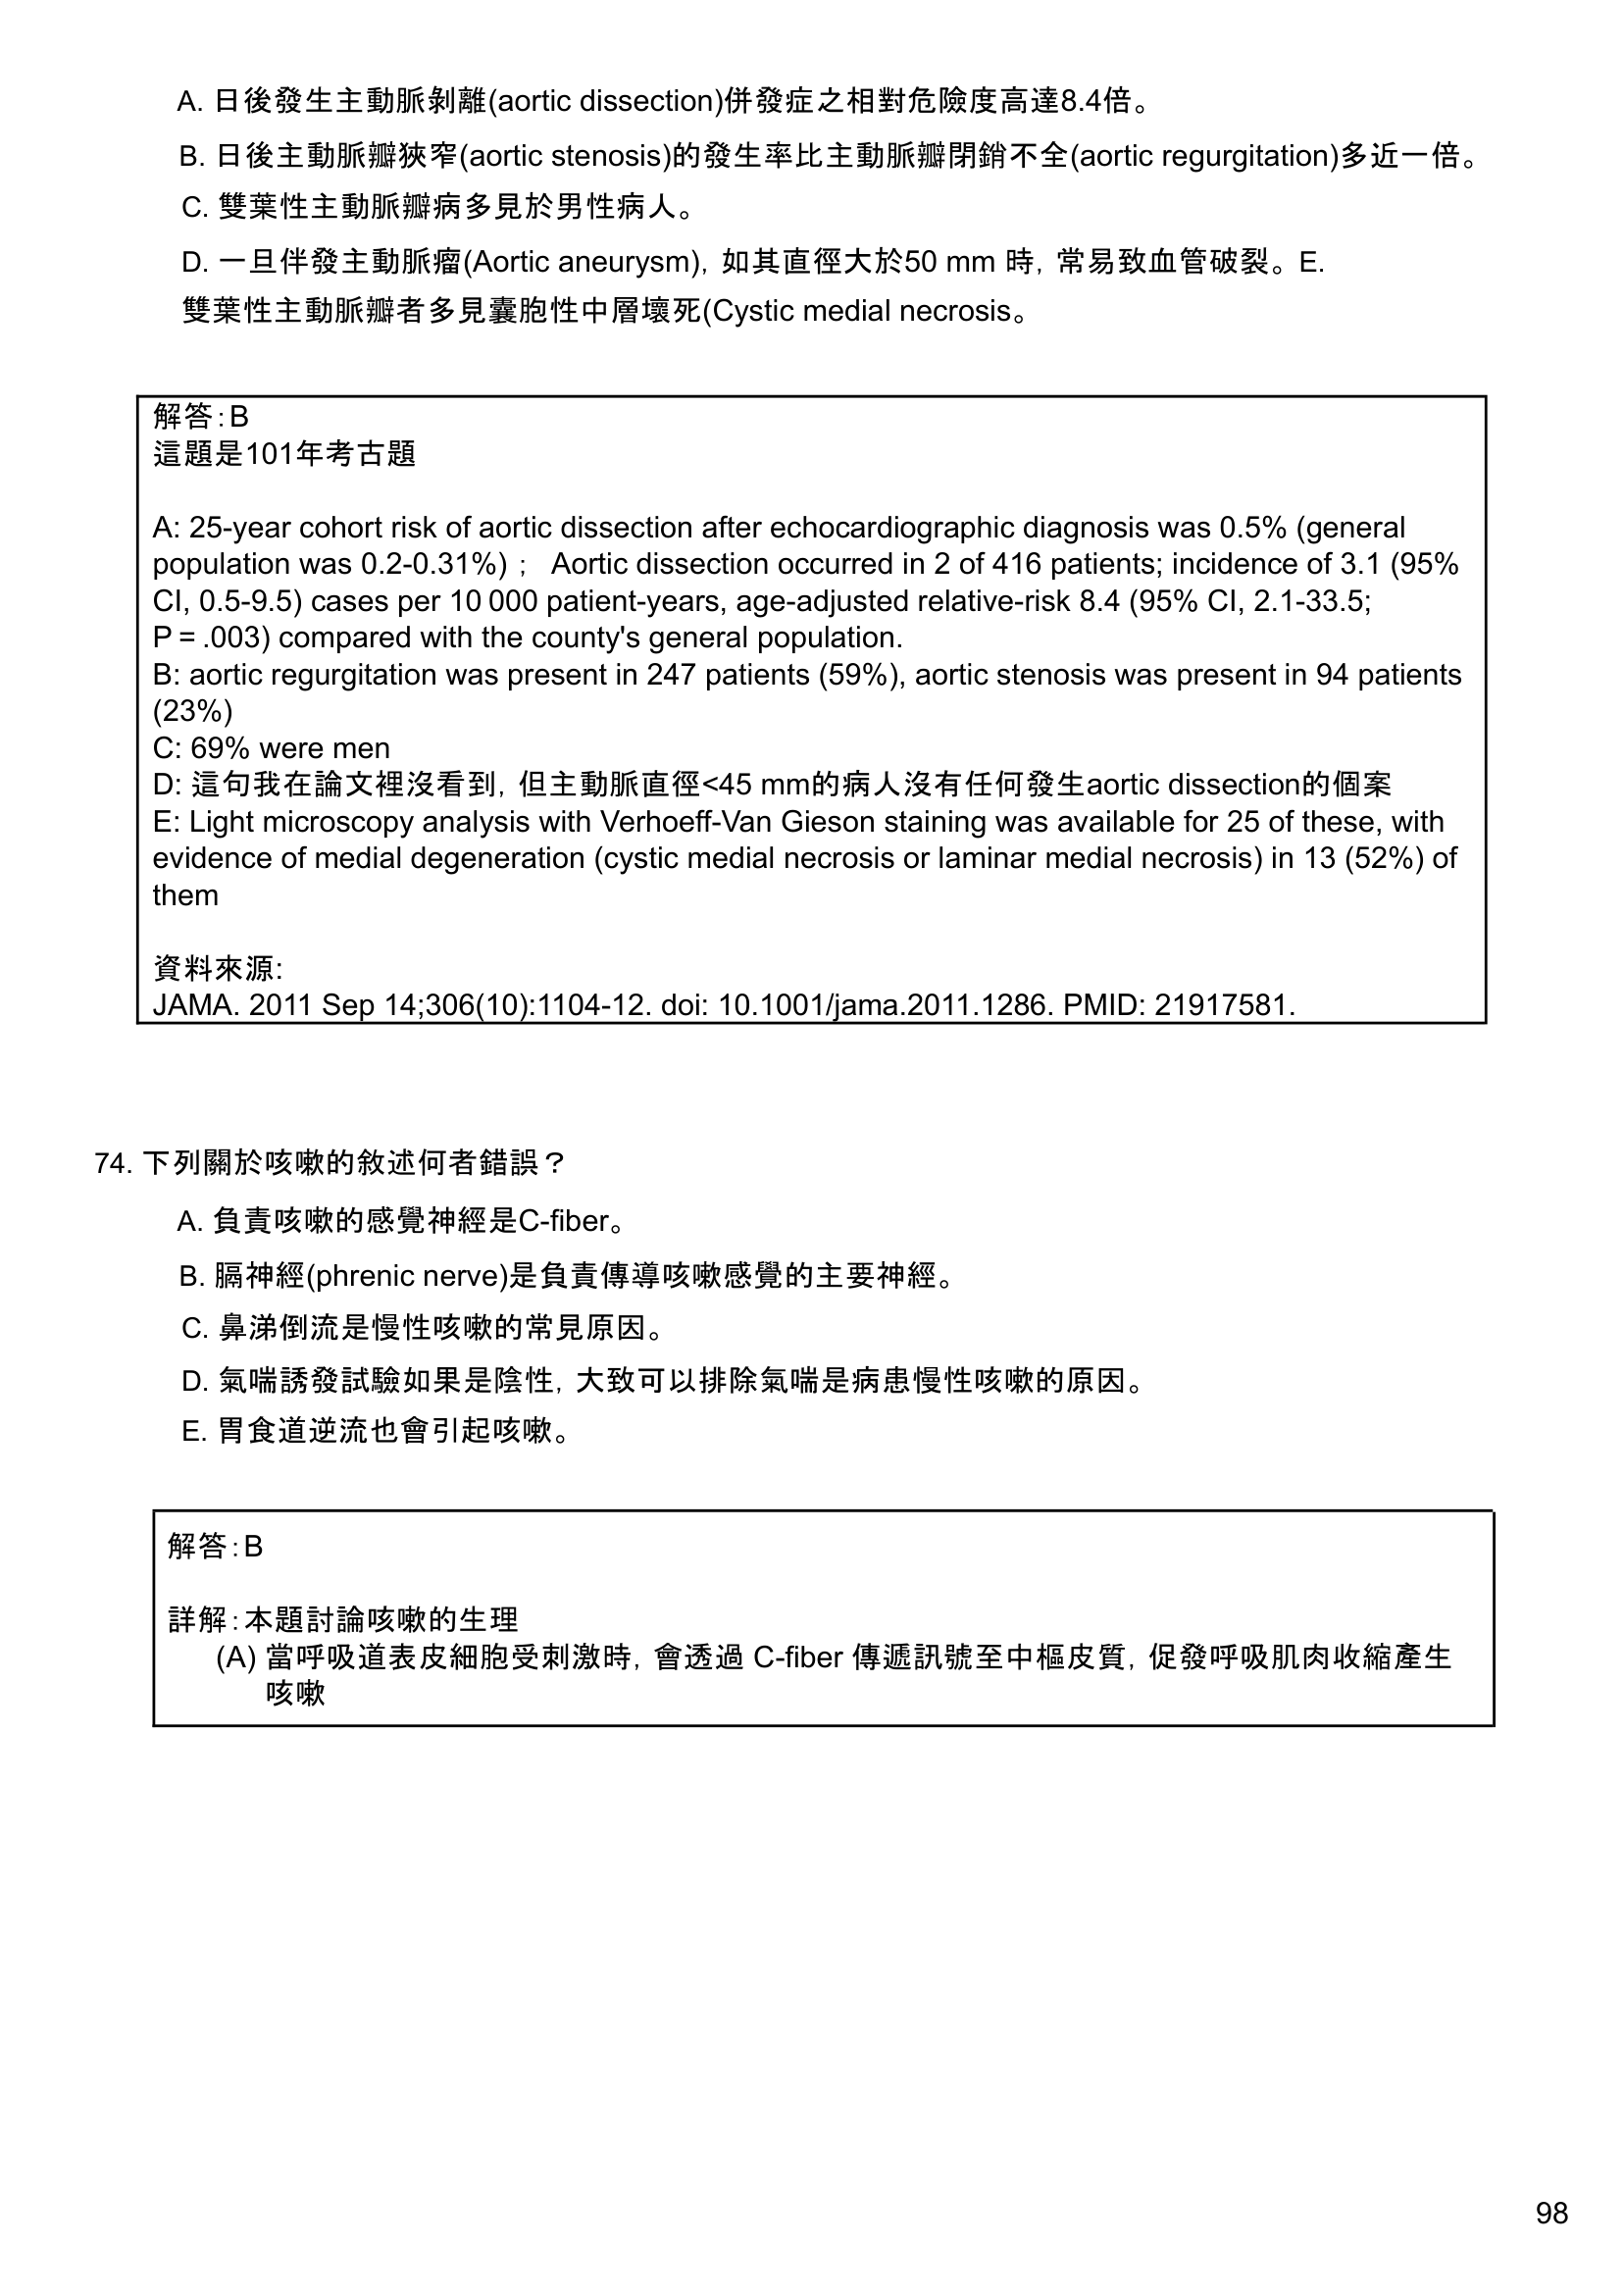 A. 日後發生主動脈剝離(aortic dissection)併發症之相對危險度高達8.4倍。
B. 日後主動脈瓣狹窄(aortic stenosis)的發生率比主動脈瓣閉鎖不全(aortic regurgitation)多近一倍。
C. 雙葉性主動脈瓣病多見於男性病人。
D. 一旦伴發主動脈瘤(Aortic aneurysm)，如其直徑大於50 mm 時，常易致血管破裂。E.
雙葉性主動脈瓣者多見囊胞性中層壞死(Cystic medial necrosis。
解答：B
這題是101年考古題
A: 25-year cohort risk of aortic dissection after echocardiographic diagnosis was 0.5% (general
population was 0.2-0.31%)； Aortic dissection occurred in 2 of 416 patients; incidence of 3.1 (95%
CI, 0.5-9.5) cases per 10 000 patient-years, age-adjusted relative-risk 8.4 (95% CI, 2.1-33.5;
P = .003) compared with the county's general population.
B: aortic regurgitation was present in 247 patients (59%), aortic stenosis was present in 94 patients
(23%)
C: 69% were men
D: 這句我在論文裡沒看到，但主動脈直徑<45 mm的病人沒有任何發生aortic dissection的個案
E: Light microscopy analysis with Verhoeff-Van Gieson staining was available for 25 of these, with
evidence of medial degeneration (cystic medial necrosis or laminar medial necrosis) in 13 (52%) of
them
資料來源:
JAMA. 2011 Sep 14;306(10):1104-12. doi: 10.1001/jama.2011.1286. PMID: 21917581.
74. 下列關於咳嗽的敘述何者錯誤？
A. 負責咳嗽的感覺神經是C-fiber。
B. 膈神經(phrenic nerve)是負責傳導咳嗽感覺的主要神經。
C. 鼻涕倒流是慢性咳嗽的常見原因。
D. 氣喘誘發試驗如果是陰性，大致可以排除氣喘是病患慢性咳嗽的原因。
E. 胃食道逆流也會引起咳嗽。
解答：B
詳解：本題討論咳嗽的生理
(A) 當呼吸道表皮細胞受刺激時，會透過 C-fiber 傳遞訊號至中樞皮質，促發呼吸肌肉收縮產生
咳嗽
98